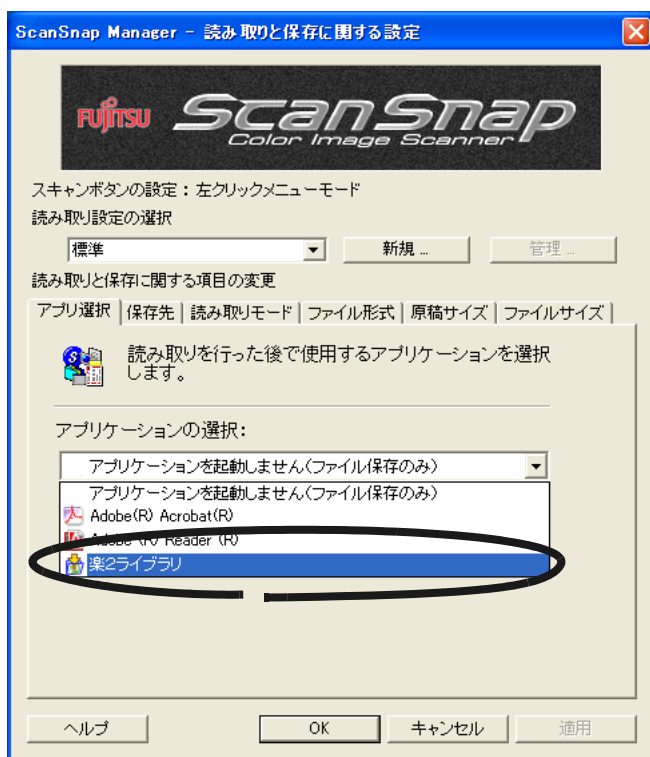 ScanSnap Manager - 読み取りと保存に関する設定
FUJITSU ScanSnap
Color Image Scanner
スキャンボタンの設定：左クリックメニューモード
読み取り設定の選択
標準 新規 ... 管理 ...
読み取りと保存に関する項目の変更
アプリ選択 保存先 読み取りモード ファイル形式 原稿サイズ ファイルサイズ
読み取りを行った後で使用するアプリケーションを選択
します。
アプリケーションの選択:
アプリケーションを起動しません(ファイル保存のみ)
アプリケーションを起動しません(ファイル保存のみ)
Adobe(R) Acrobat(R)
Adobe (R) Reader (R)
楽2ライブラリ
ヘルプ OK キャンセル 適用